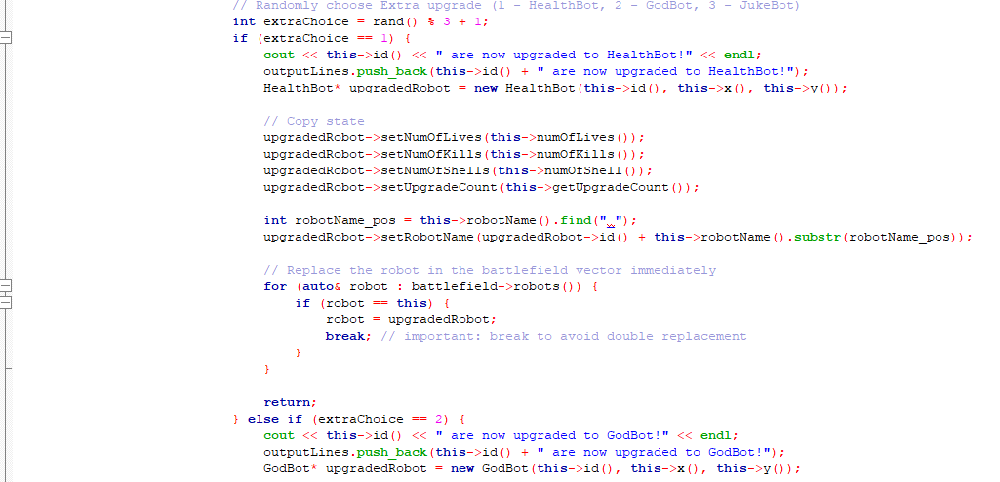 // Randomly choose Extra upgrade (1 - HealthBot, 2 - GodBot, 3 - JukeBot)
int extraChoice = rand() % 3 + 1;
if (extraChoice == 1) {
cout << this->id() << " are now upgraded to HealthBot!" << endl;
outputLines.push_back(this->id() + " are now upgraded to HealthBot!");
HealthBot* upgradedRobot = new HealthBot(this->id(), this->x(), this->y());
// Copy state
upgradedRobot->setNumOfLives(this->numOfLives());
upgradedRobot->setNumOfKills(this->numOfKills());
upgradedRobot->setNumOfShells(this->numOfShell());
upgradedRobot->setUpgradeCount(this->getUpgradeCount());
int robotName_pos = this->robotName().find("_");
upgradedRobot->setRobotName(upgradedRobot->id() + this->robotName().substr(robotName_pos));
// Replace the robot in the battlefield vector immediately
for (auto& robot : battlefield->robots()) {
if (robot == this) {
robot = upgradedRobot;
break; // important: break to avoid double replacement
}
}
return;
} else if (extraChoice == 2) {
cout << this->id() << " are now upgraded to GodBot!" << endl;
outputLines.push_back(this->id() + " are now upgraded to GodBot!");
GodBot* upgradedRobot = new GodBot(this->id(), this->x(), this->y());